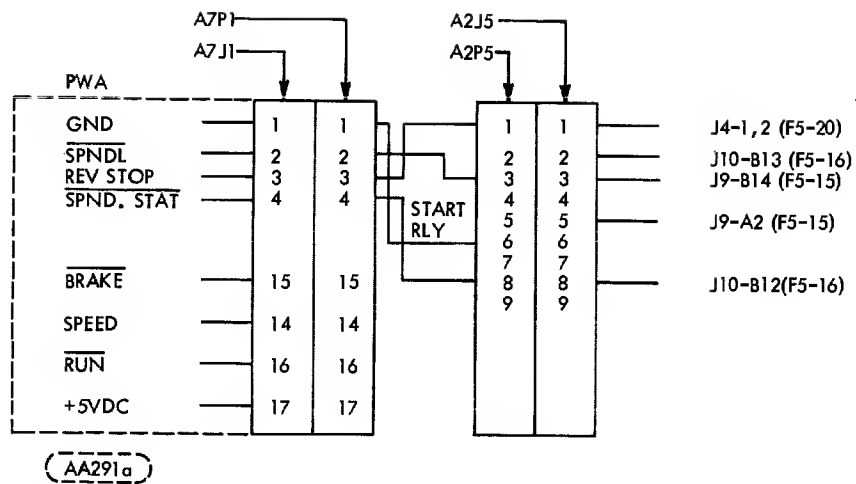 A7P1 A2J5
A7J1 A2P5
PWA
GND 1 1 1 1 J4-1,2 (F5-20)
SPNDL 2 2 2 2 J10-B13 (F5-16)
REV STOP 3 3 3 3 J9-B14 (F5-15)
SPND. STAT 4 4 4 4
START 5 5 J9-A2 (F5-15)
RLY 6 6
7 7
BRAKE 15 15 8 8 J10-B12(F5-16)
9 9
SPEED 14 14
RUN 16 16
+5VDC 17 17
AA291a